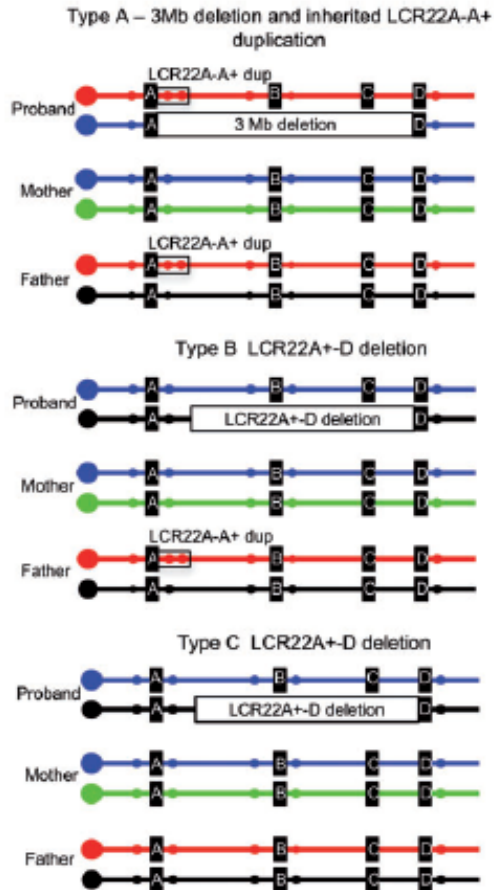 Type A – 3Mb deletion and inherited LCR22A-A+
duplication
LCR22A-A+ dup
Proband
A B C D
A 3 Mb deletion D
Mother
A B C D
A B C D
LCR22A-A+ dup
Father
A B C D
A B C D
Type B LCR22A+-D deletion
Proband
A B C D
A LCR22A+-D deletion D
Mother
A B C D
A B C D
LCR22A-A+ dup
Father
A B C D
A B C D
Type C LCR22A+-D deletion
Proband
A B C D
A LCR22A+-D deletion D
Mother
A B C D
A B C D
Father
A B C D
A B C D